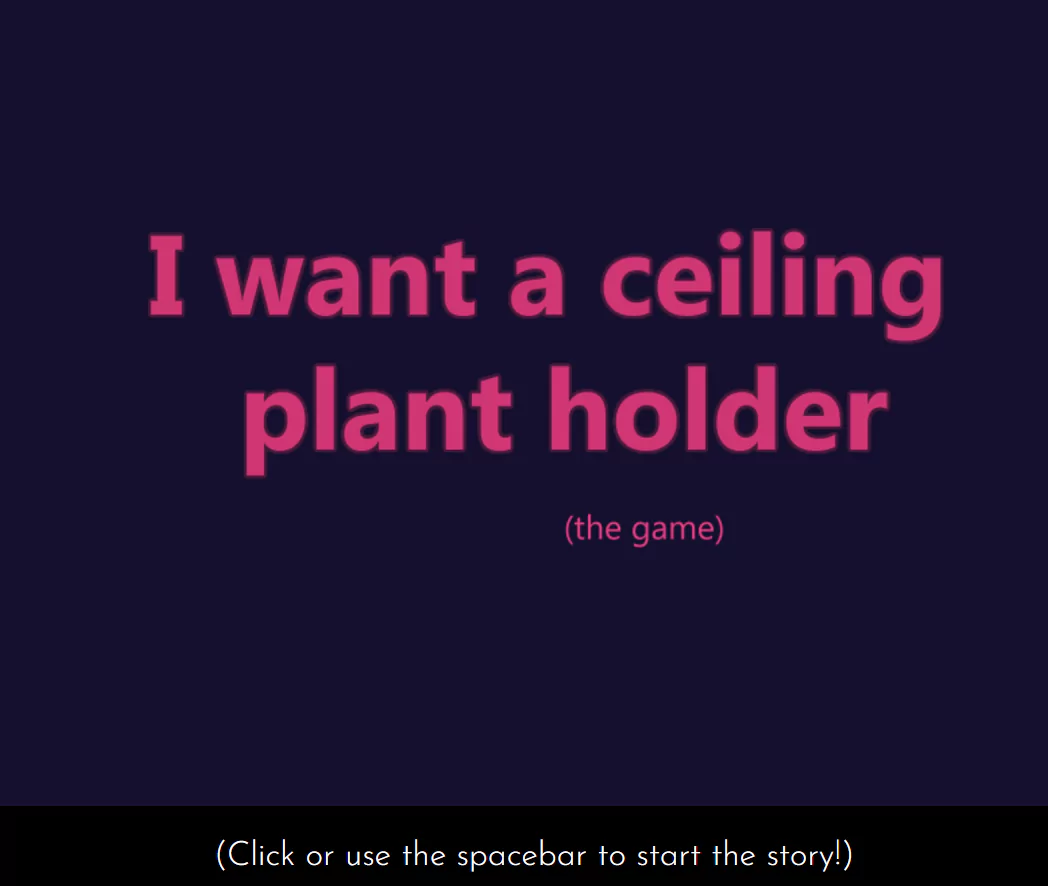 I want a ceiling
plant holder
(the game)
(Click or use the spacebar to start the story!)